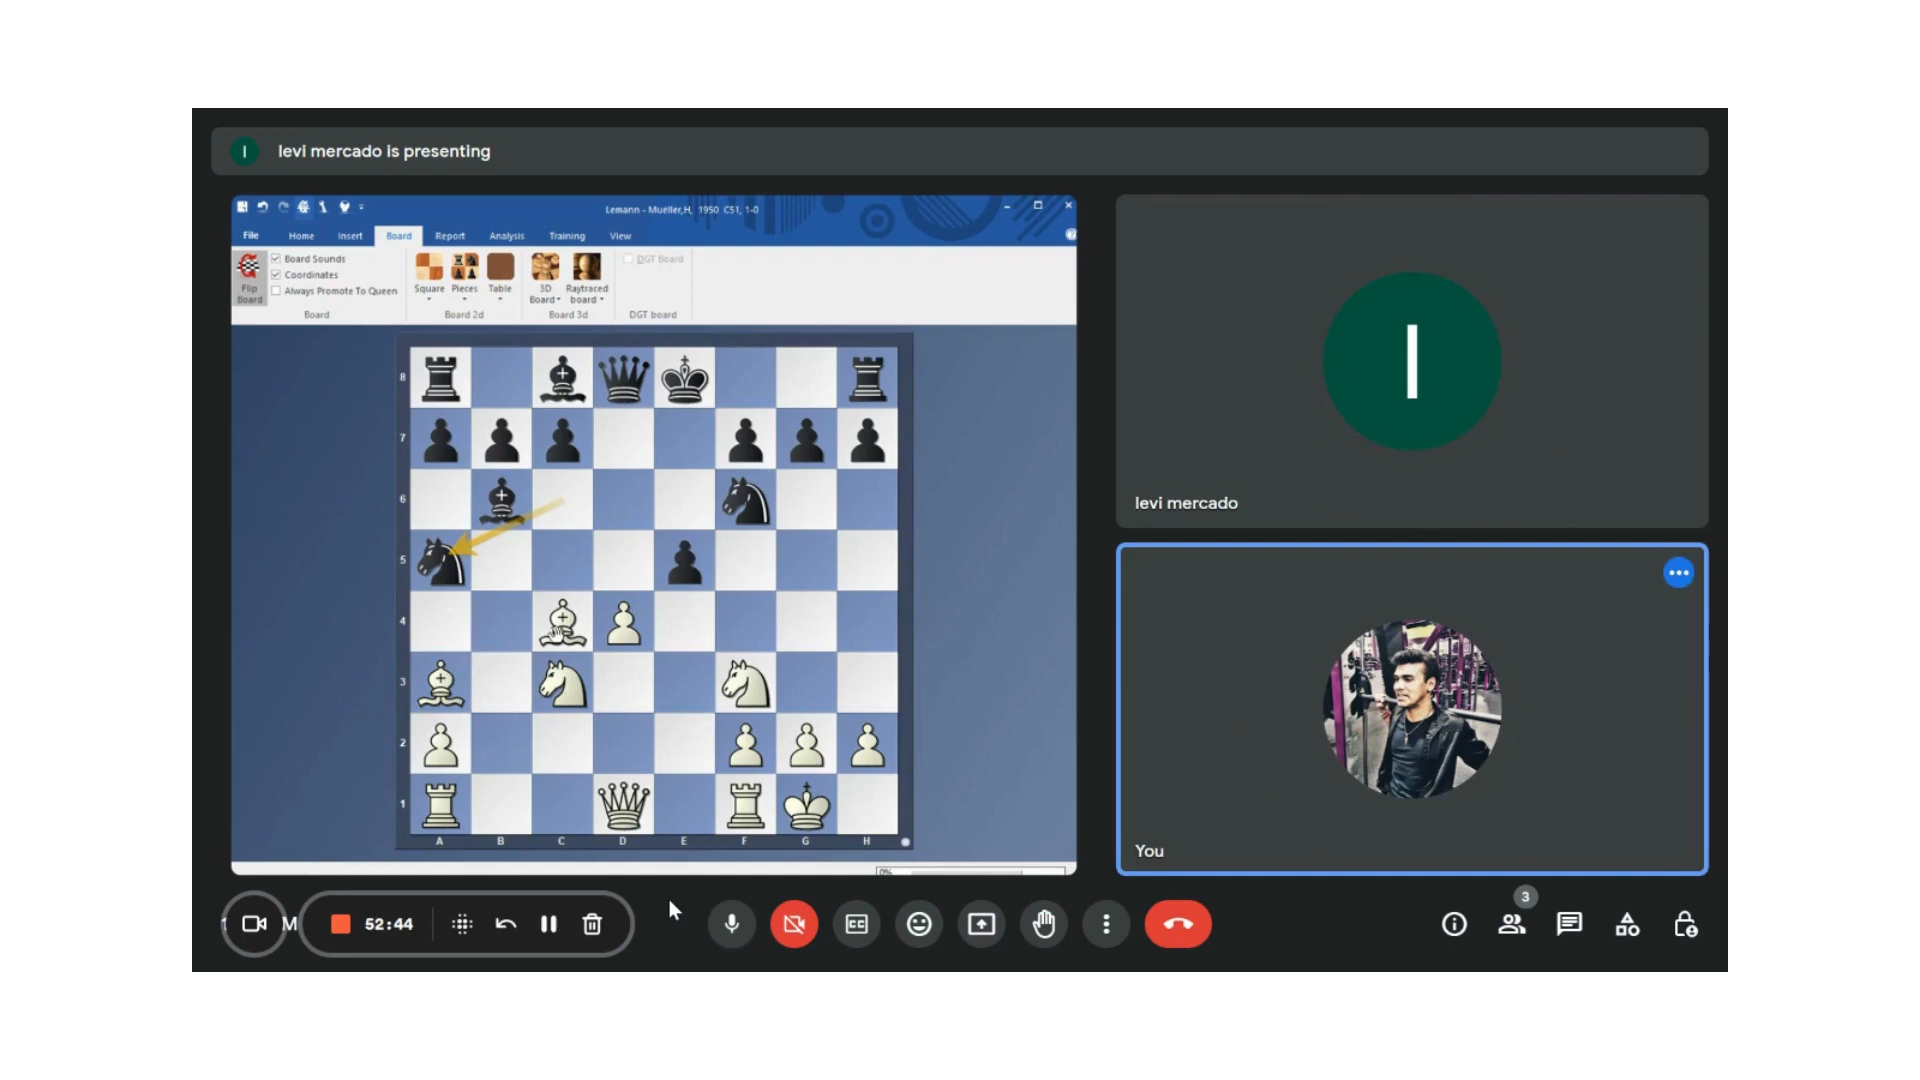 I levi mercado is presenting
Lemann - Mueller,H, 1950 C51, 1-0
File Home Insert Board Report Analysis Training View
Flip Board
Board Sounds
Coordinates
Always Promote To Queen
Board
Square Pieces Table
Board 2d
3D Board Raytraced board
Board 3d
DGT Board
DGT board
8
7
6
5
4
3
2
1
A B C D E F G H
0%
I
levi mercado
You
M
52:44
CC
3